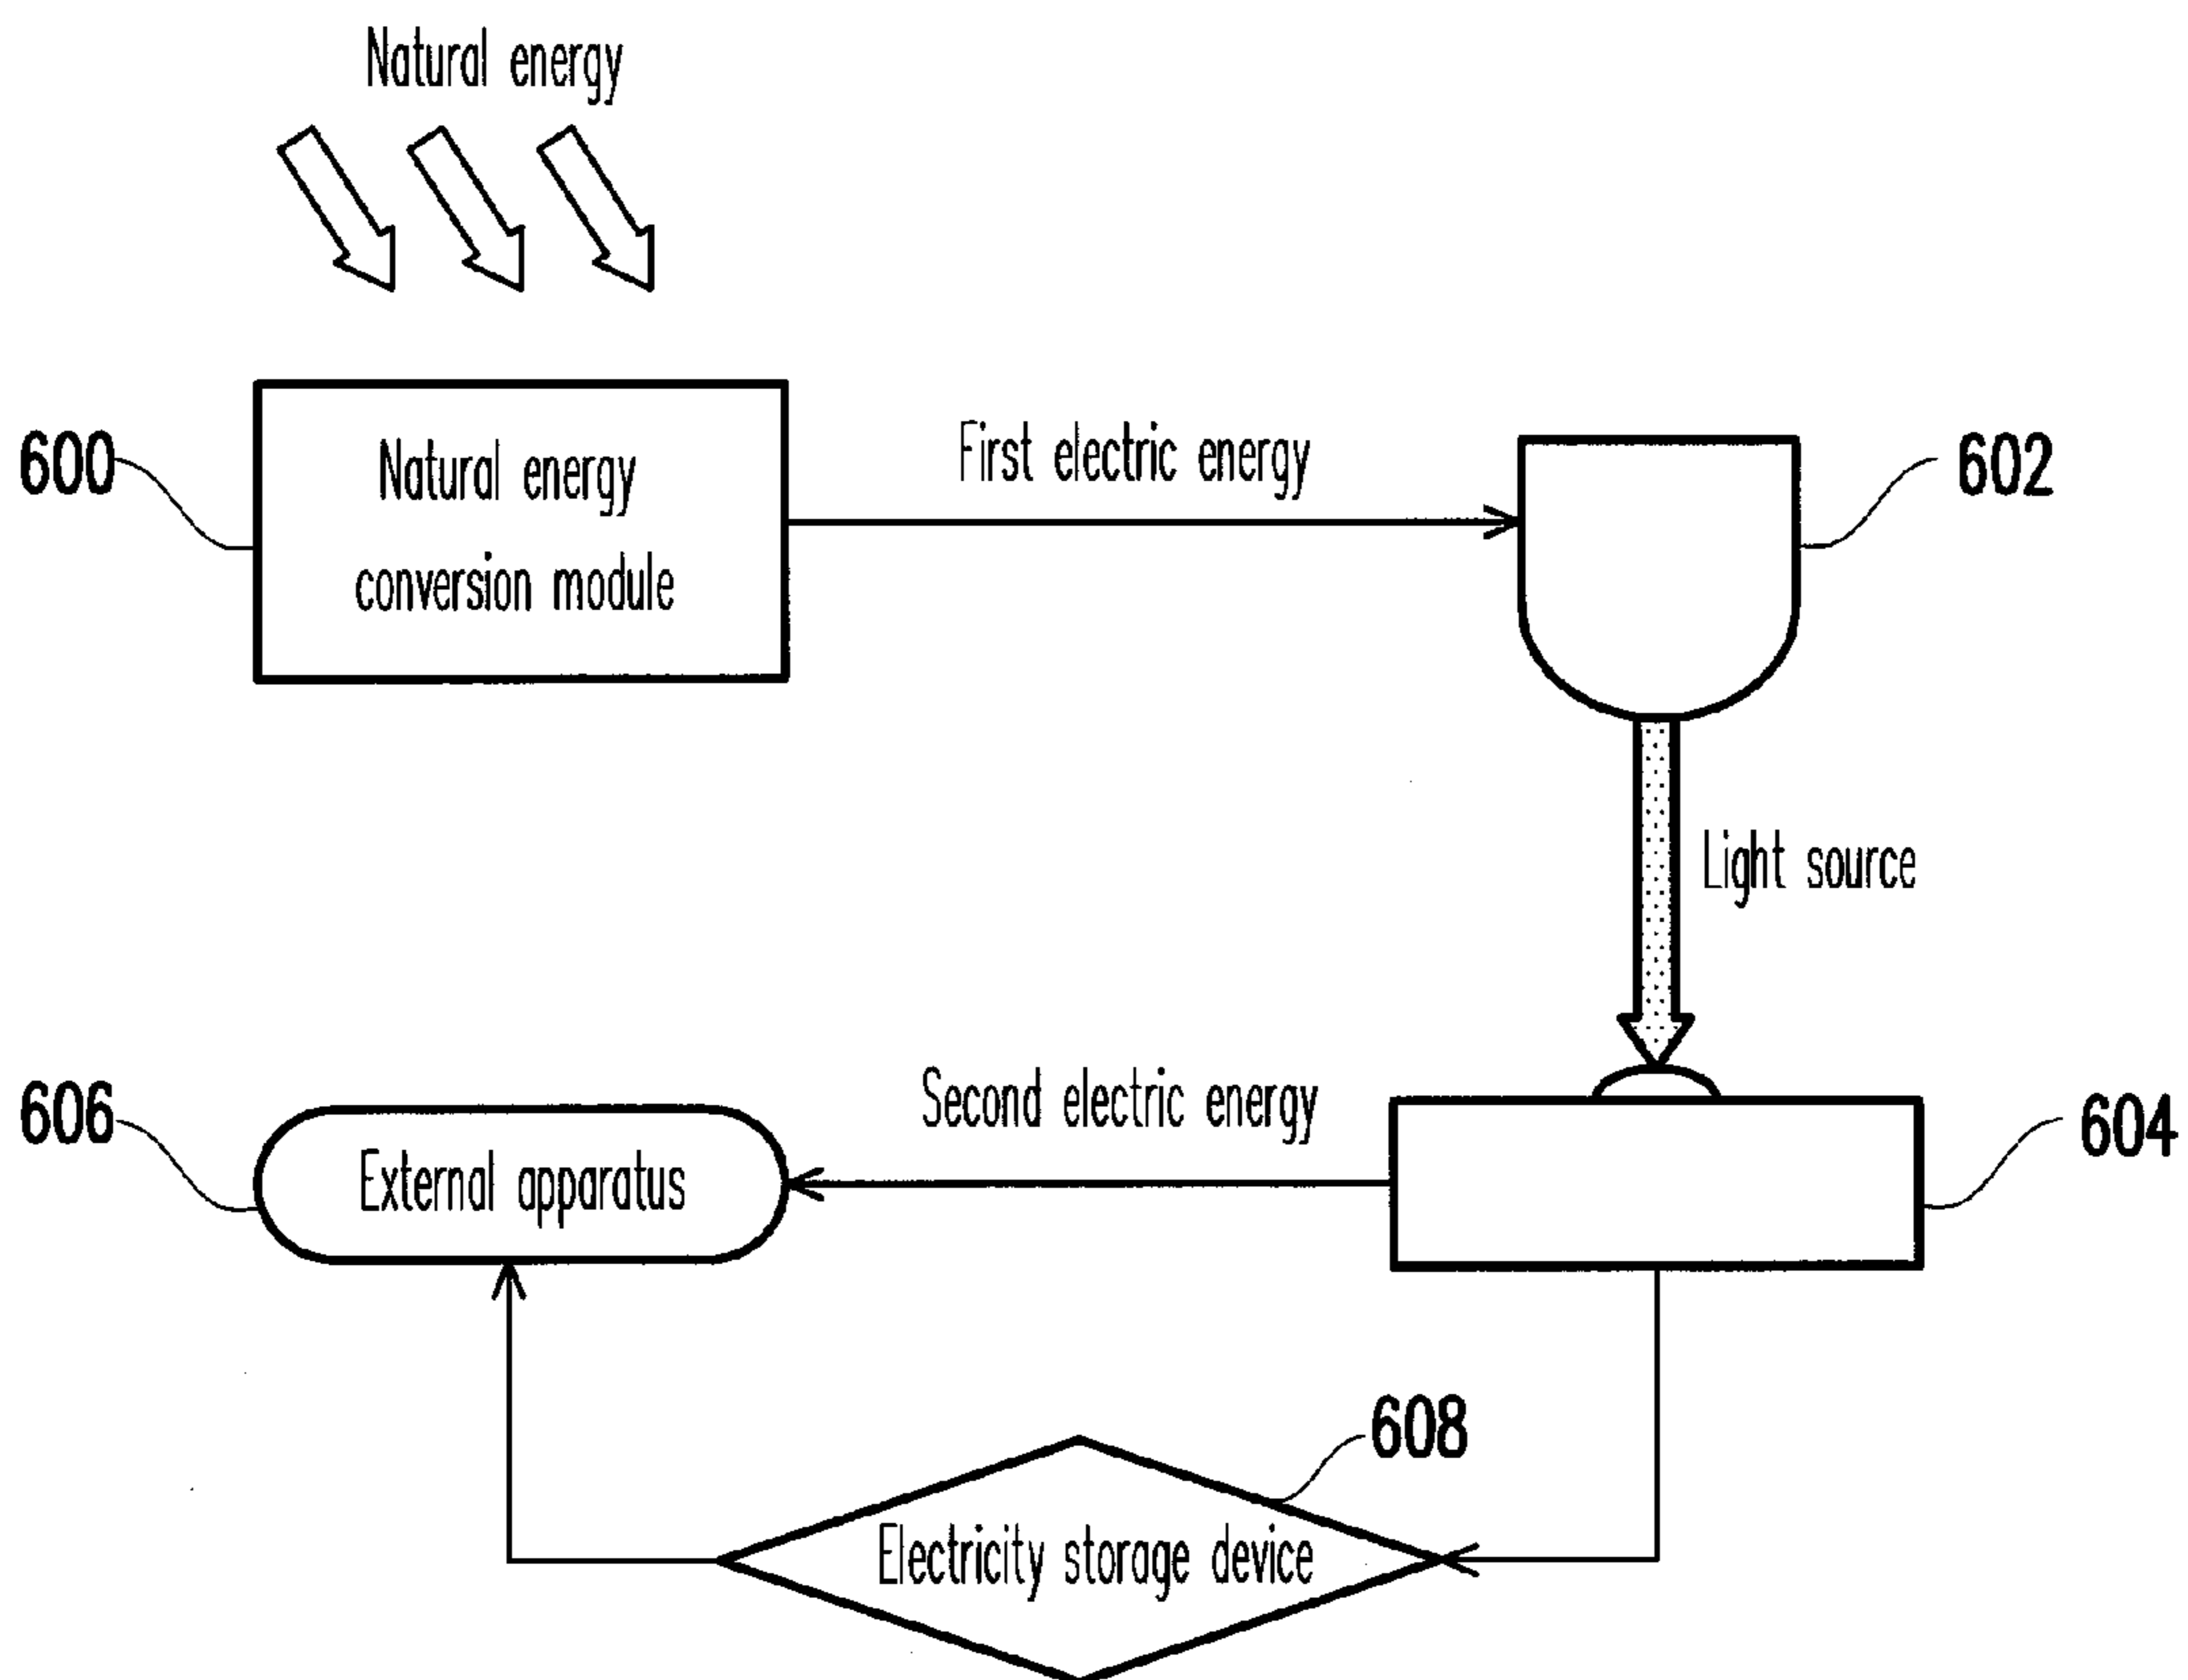 Natural energy
600
Natural energy
conversion module
First electric energy
602
Light source
606
External apparatus
Second electric energy
604
608
Electricity storage device